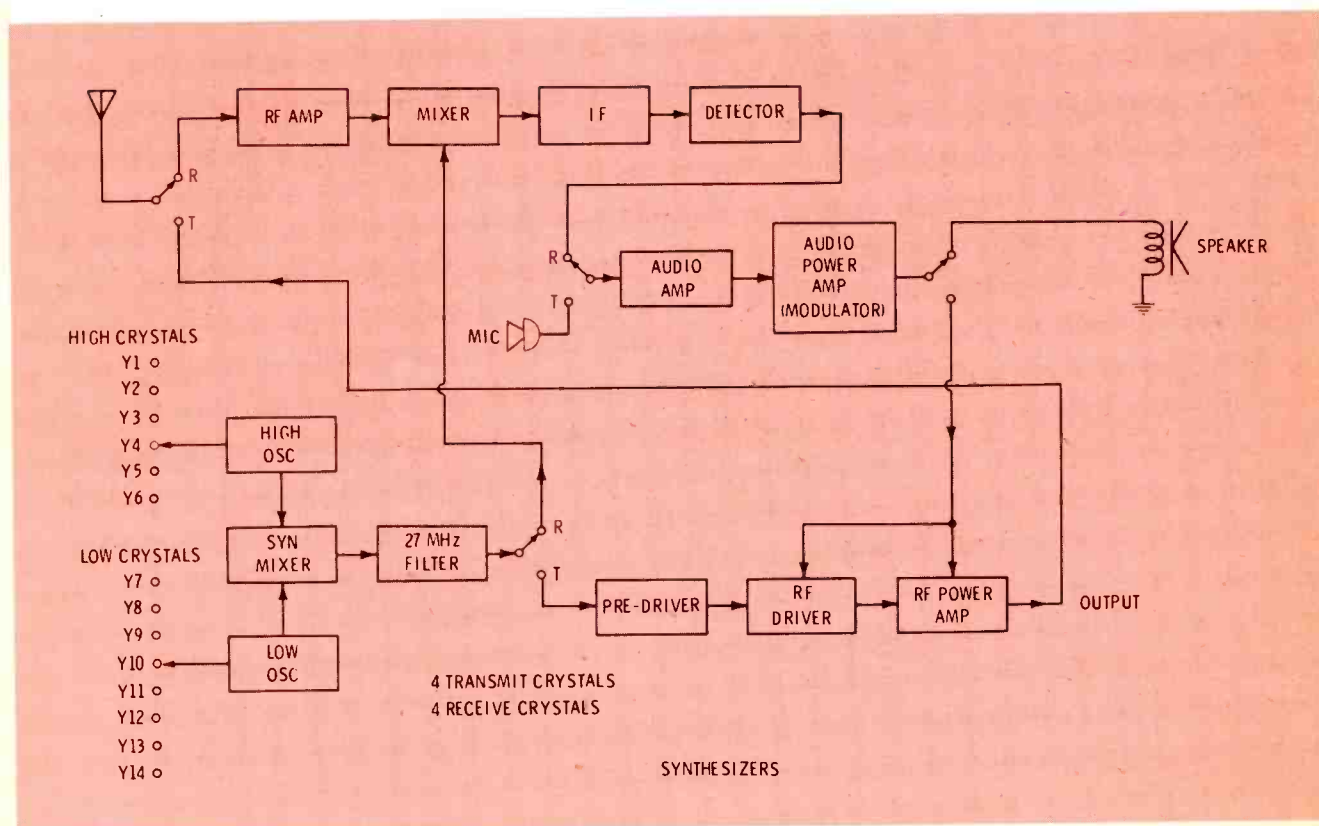 RF AMP
MIXER
IF
DETECTOR
R
T
R
T
AUDIO
AMP
AUDIO
POWER
AMP
(MODULATOR)
SPEAKER
MIC
HIGH CRYSTALS
Y1
Y2
Y3
Y4
Y5
Y6
HIGH
OSC
LOW CRYSTALS
Y7
Y8
Y9
Y10
Y11
Y12
Y13
Y14
SYN
MIXER
27 MHz
FILTER
R
T
LOW
OSC
PRE-DRIVER
RF
DRIVER
RF POWER
AMP
OUTPUT
4 TRANSMIT CRYSTALS
4 RECEIVE CRYSTALS
SYNTHESIZERS